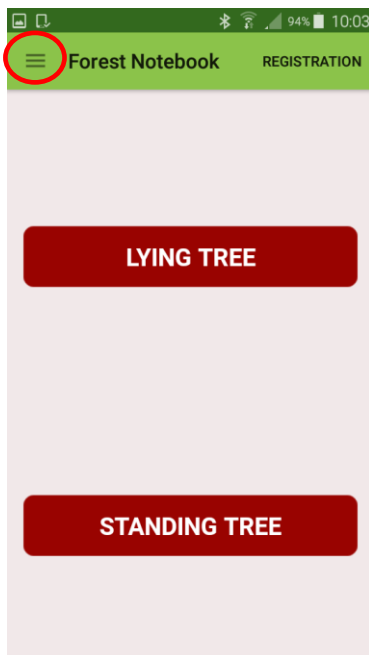 94% 10:03
Forest Notebook REGISTRATION
LYING TREE
STANDING TREE